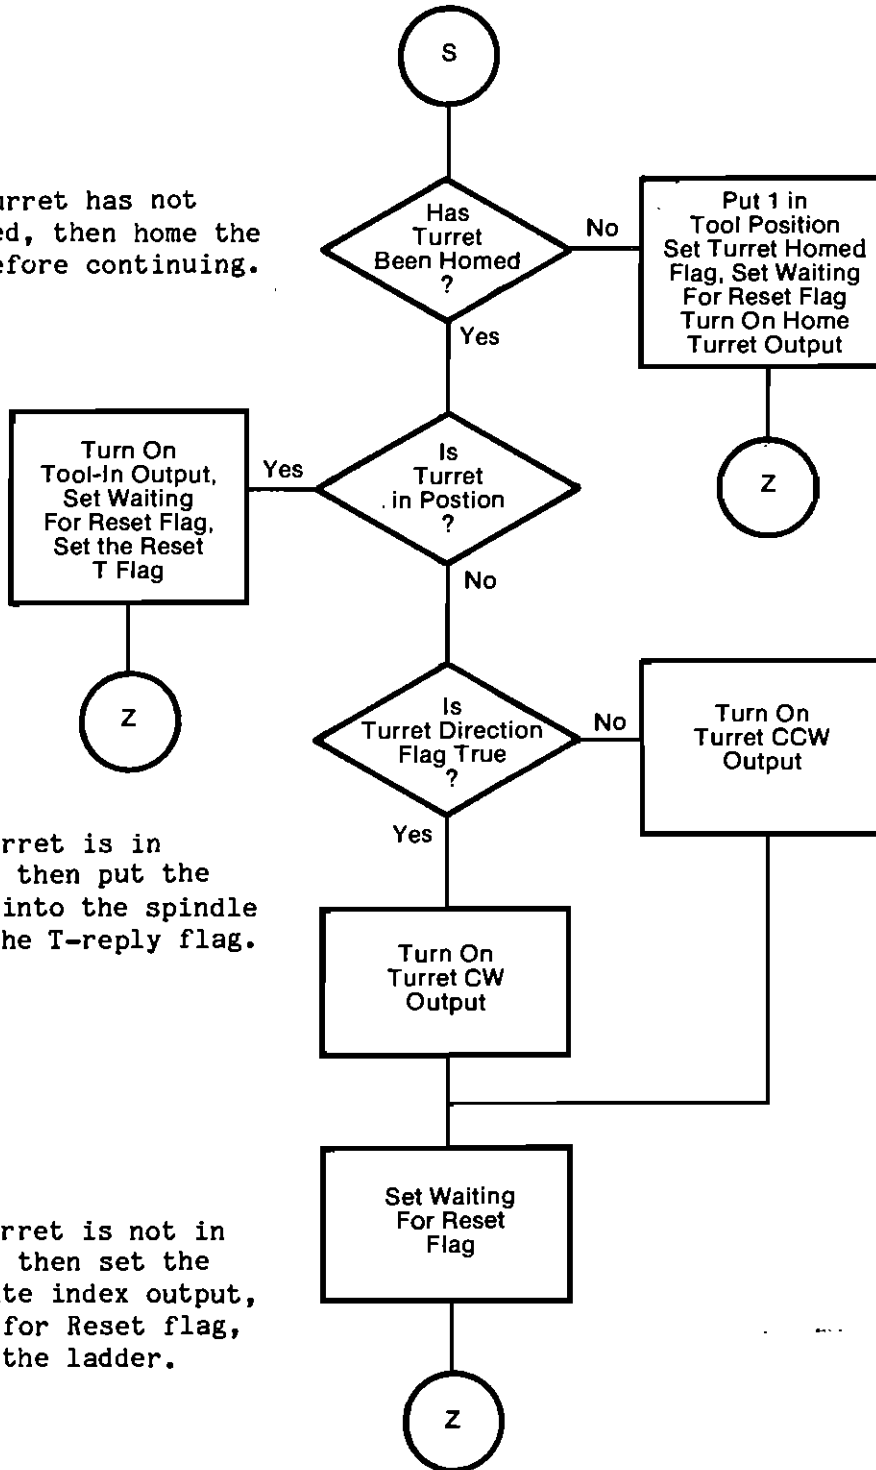 S
urret has not
ed, then home the
efore continuing.
Has
Turret
Been Homed
?
No
Put 1 in
Tool Position
Set Turret Homed
Flag, Set Waiting
For Reset Flag
Turn On Home
Turret Output
Yes
Z
Turn On
Tool-In Output,
Set Waiting
For Reset Flag,
Set the Reset
T Flag
Yes
Is
Turret
in Postion
?
No
Z
Is
Turret Direction
Flag True
?
No
Turn On
Turret CCW
Output
Yes
rret is in
then put the
into the spindle
he T-reply flag.
Turn On
Turret CW
Output
Set Waiting
For Reset
Flag
rret is not in
then set the
te index output,
for Reset flag,
the ladder.
Z